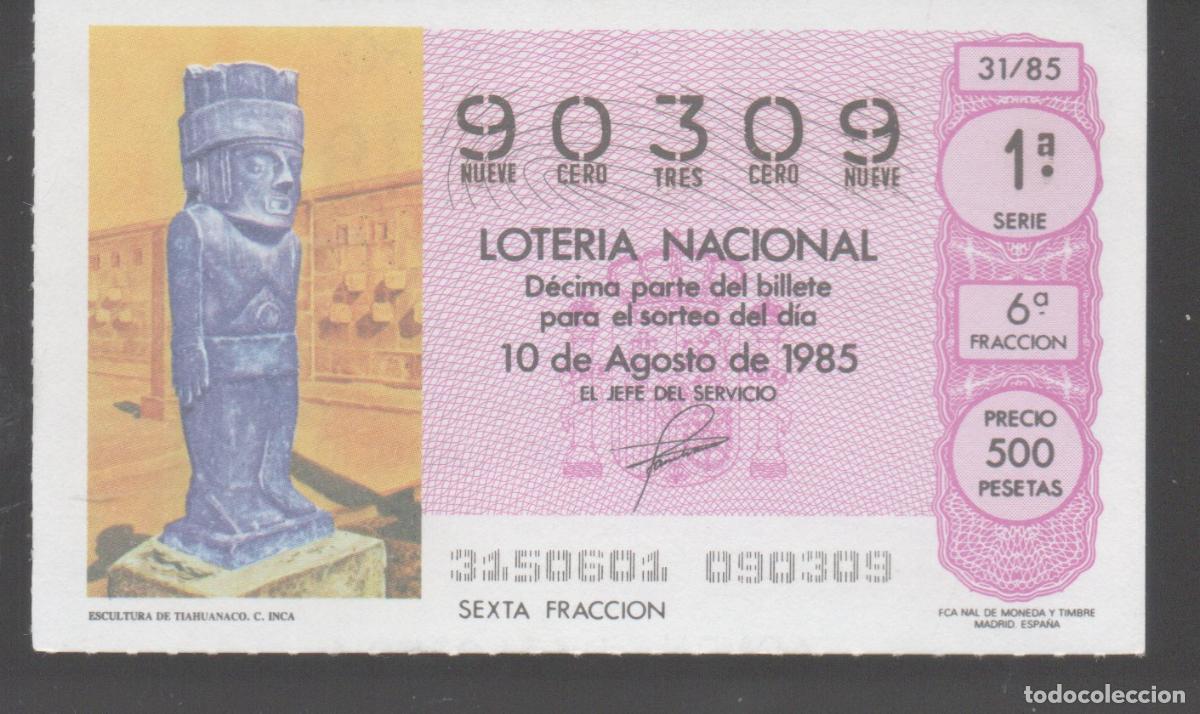 31/85
90309
NUEVE CERO TRES CERO NUEVE
1ª
SERIE
LOTERIA NACIONAL
Décima parte del billete
para el sorteo del día
10 de Agosto de 1985
EL JEFE DEL SERVICIO
6ª
FRACCION
PRECIO
500
PESETAS
3150601 090309
SEXTA FRACCION
ESCULTURA DE TIAHUANACO. C. INCA
FCA NAL DE MONEDA Y TIMBRE
MADRID. ESPAÑA
todocoleccion